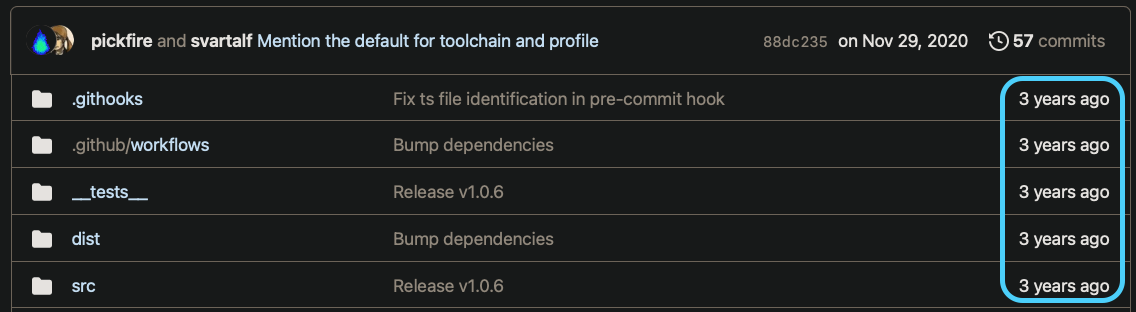 pickfire and svartalf Mention the default for toolchain and profile 88dc235 on Nov 29, 2020 57 commits
.githooks Fix ts file identification in pre-commit hook 3 years ago
.github/workflows Bump dependencies 3 years ago
__tests__ Release v1.0.6 3 years ago
dist Bump dependencies 3 years ago
src Release v1.0.6 3 years ago